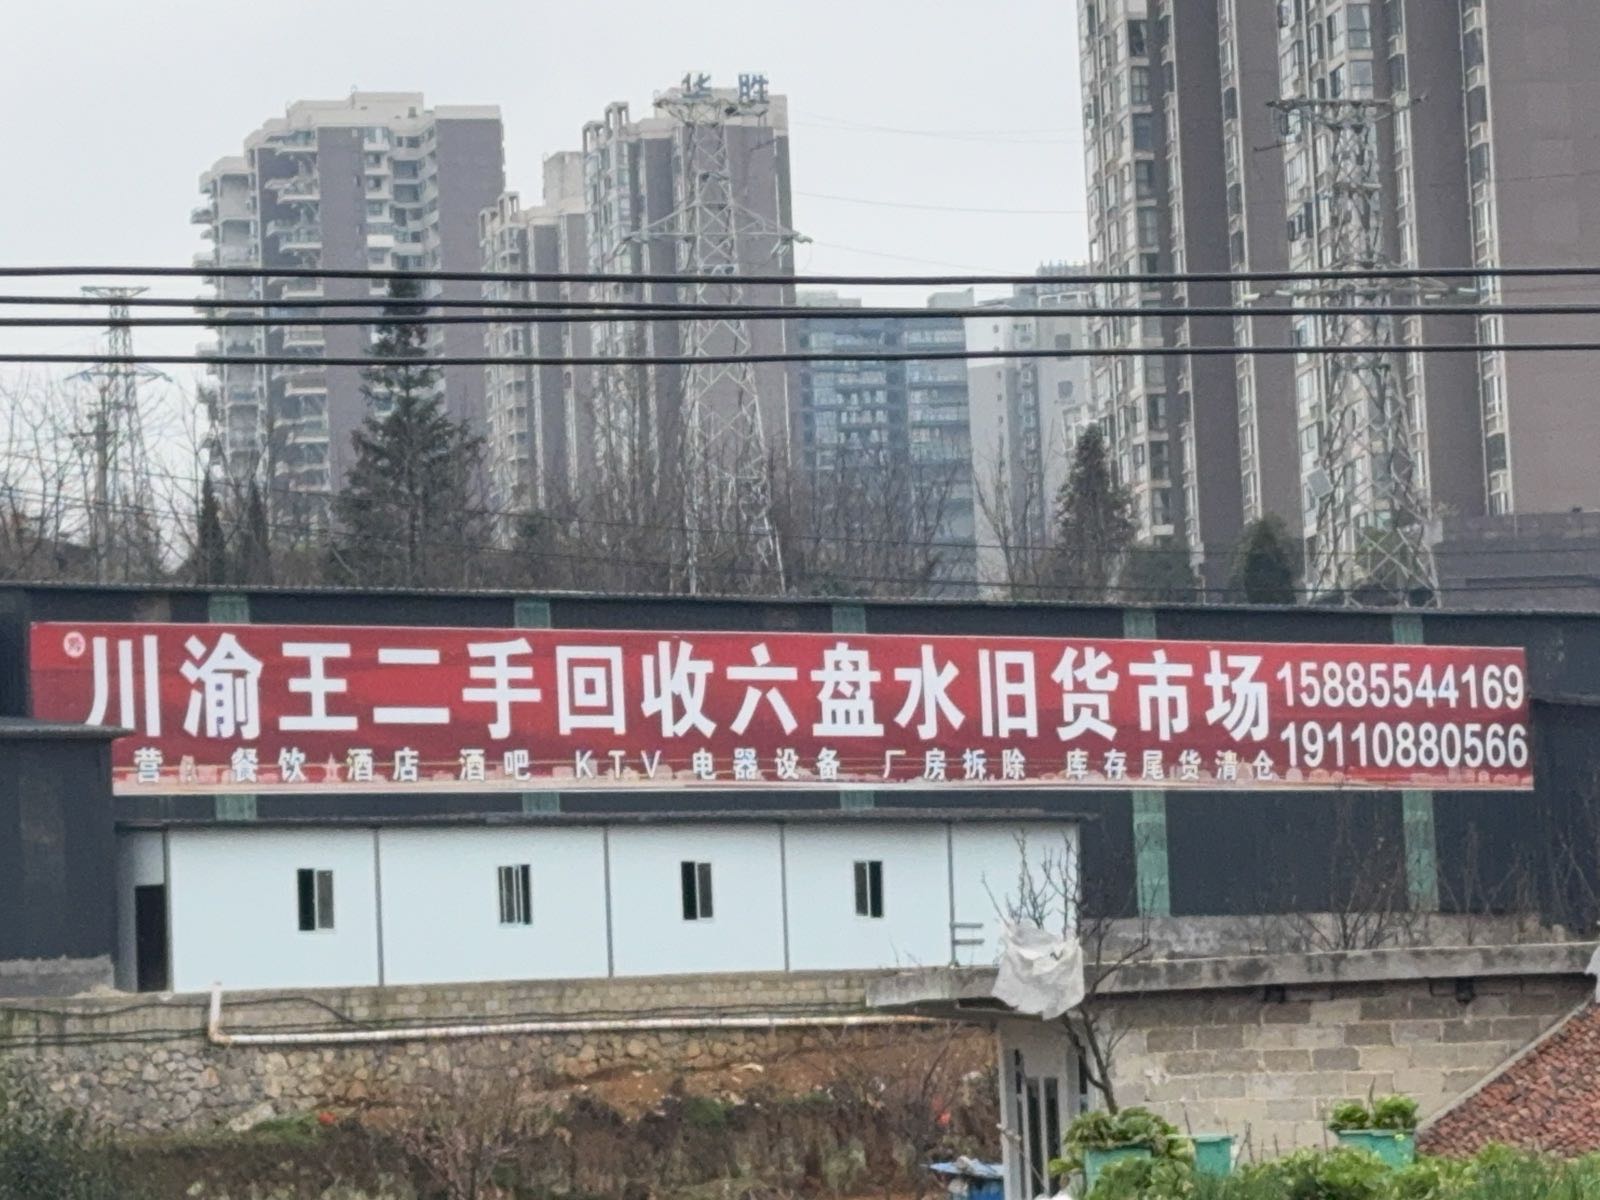 华胜
川渝王二手回收六盘水旧货市场
15885544169
19110880566
营 餐饮 酒店 酒吧 KTV 电器设备 厂房拆除 库存尾货清仓